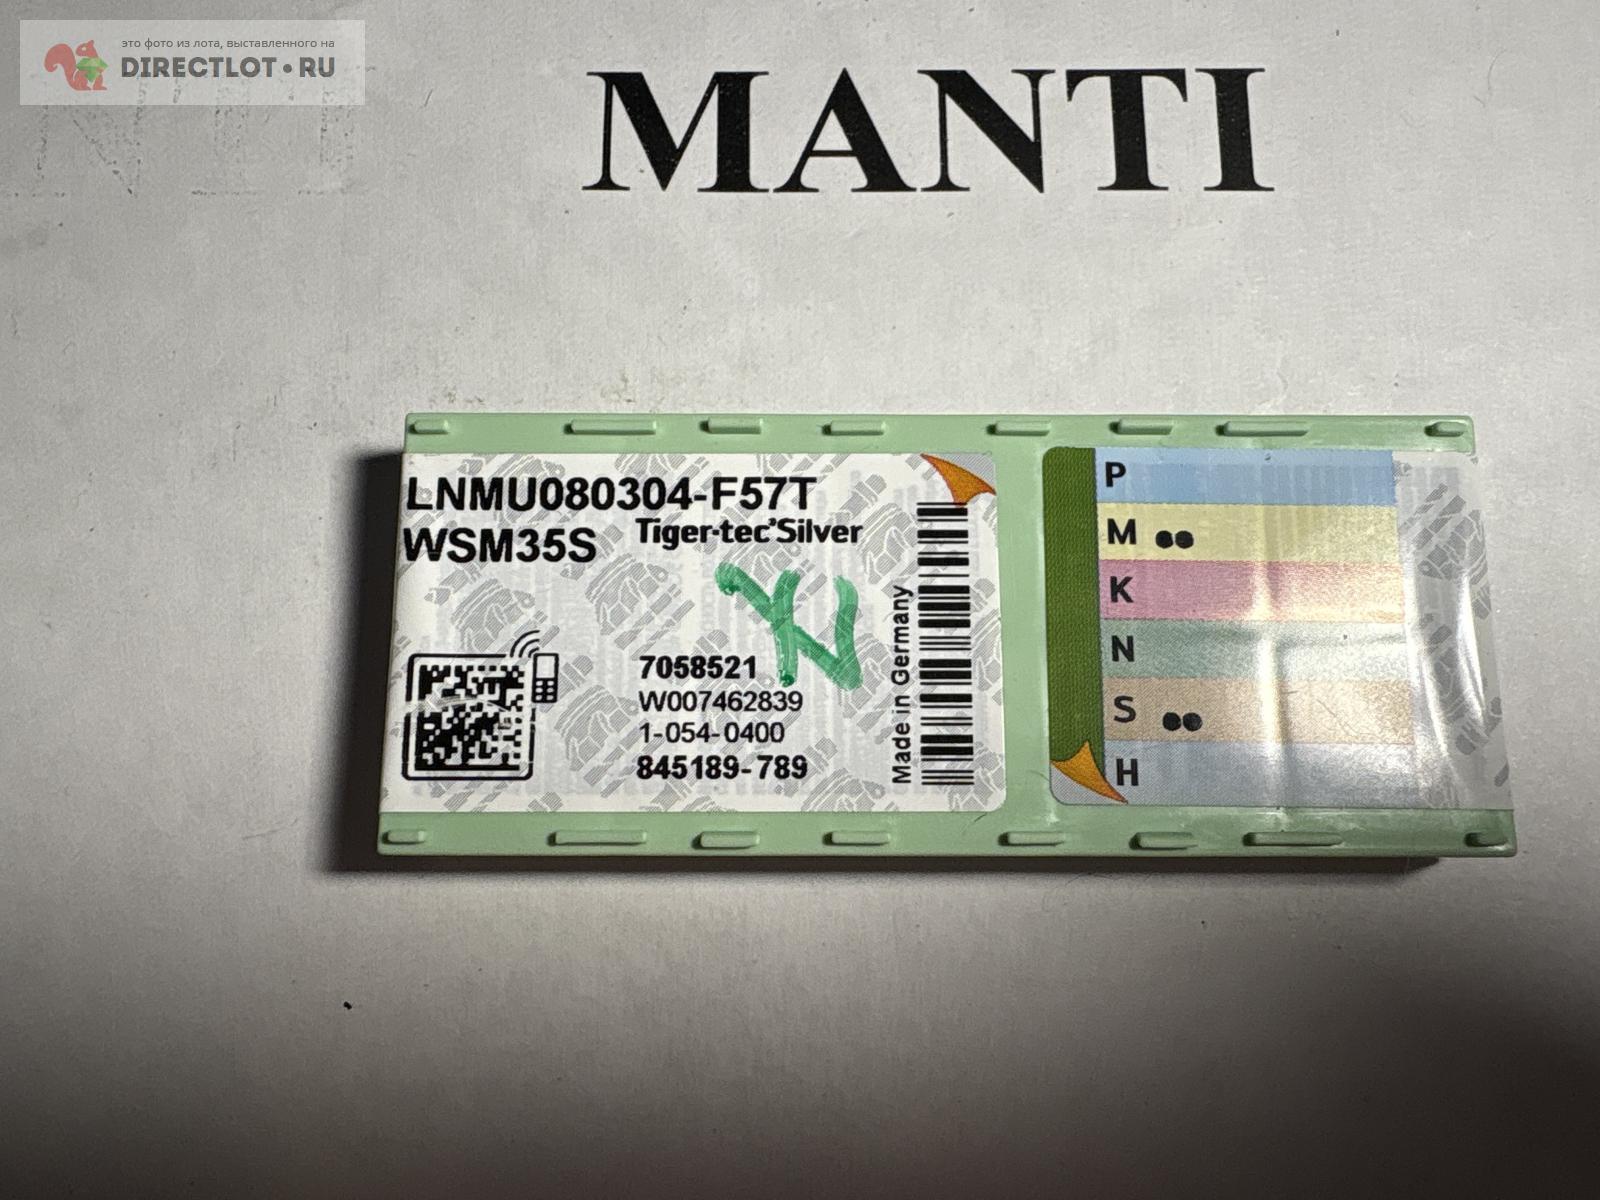 это фото из лота, выставленного на
DIRECTLOT•RU
MANTI
LNMU080304-F57T
WSM35S Tiger·tec®Silver
7058521
W007462839
1-054-0400
845189-789
Made in Germany
P
M ●●
K
N
S ●●
H